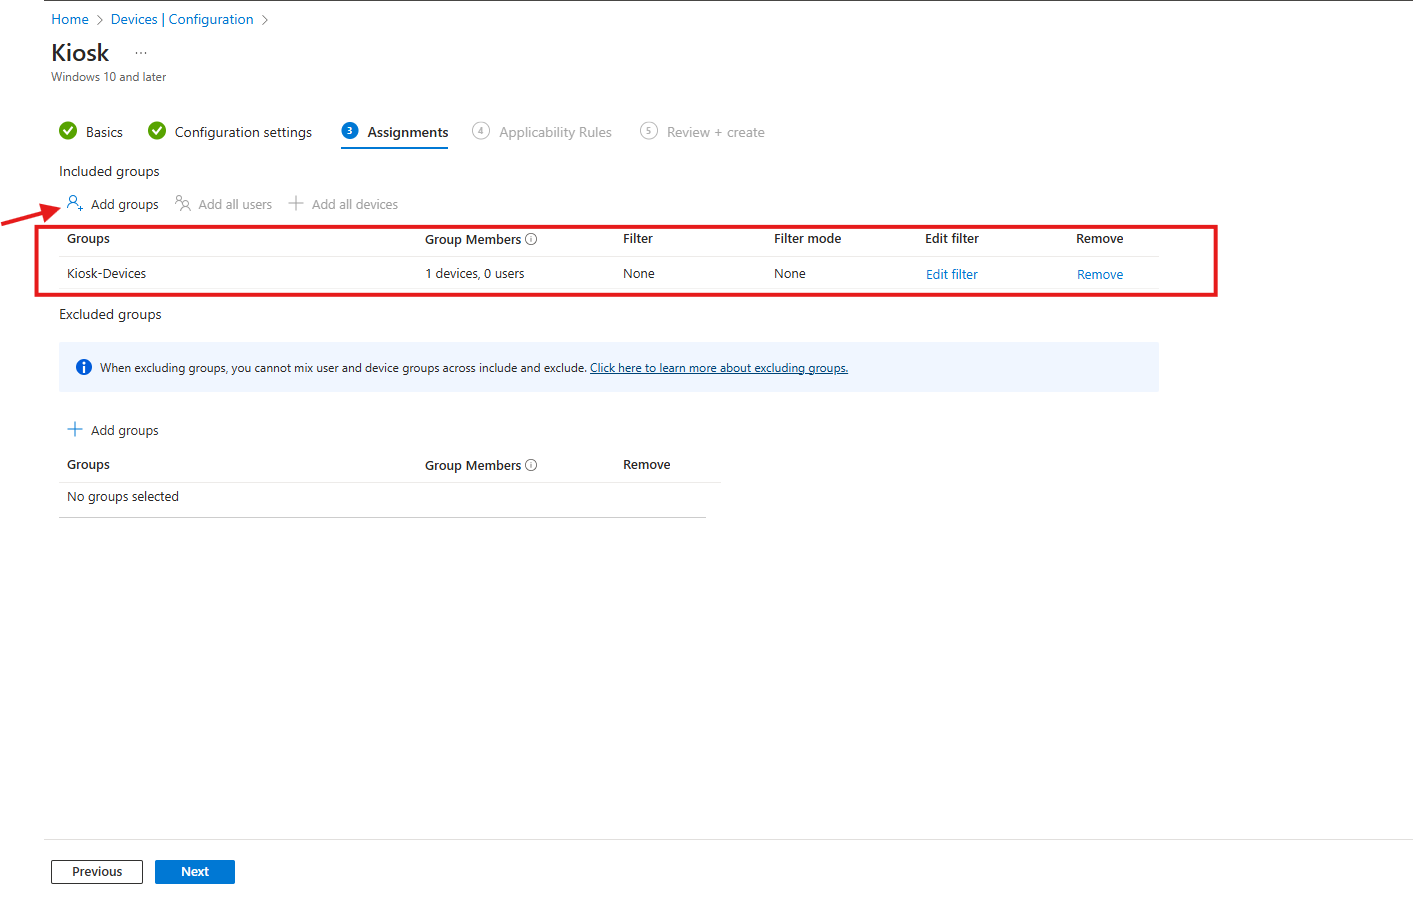 Home > Devices | Configuration >
Kiosk ...
Windows 10 and later
Basics Configuration settings 3 Assignments 4 Applicability Rules 5 Review + create
Included groups
Add groups Add all users Add all devices
Groups Group Members Filter Filter mode Edit filter Remove
Kiosk-Devices 1 devices, 0 users None None Edit filter Remove
Excluded groups
When excluding groups, you cannot mix user and device groups across include and exclude. Click here to learn more about excluding groups.
Add groups
Groups Group Members Remove
No groups selected
Previous Next